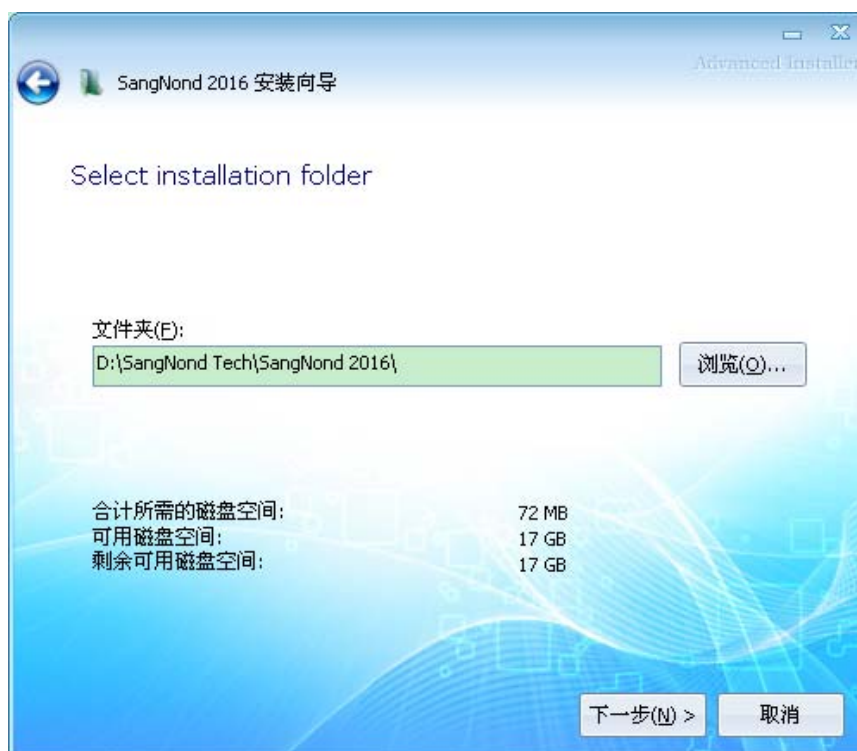 Advanced Installer
SangNond 2016 安装向导
Select installation folder
文件夹(F):
D:\SangNond Tech\SangNond 2016\
浏览(O)...
合计所需的磁盘空间: 72 MB
可用磁盘空间: 17 GB
剩余可用磁盘空间: 17 GB
下一步(N) > 取消